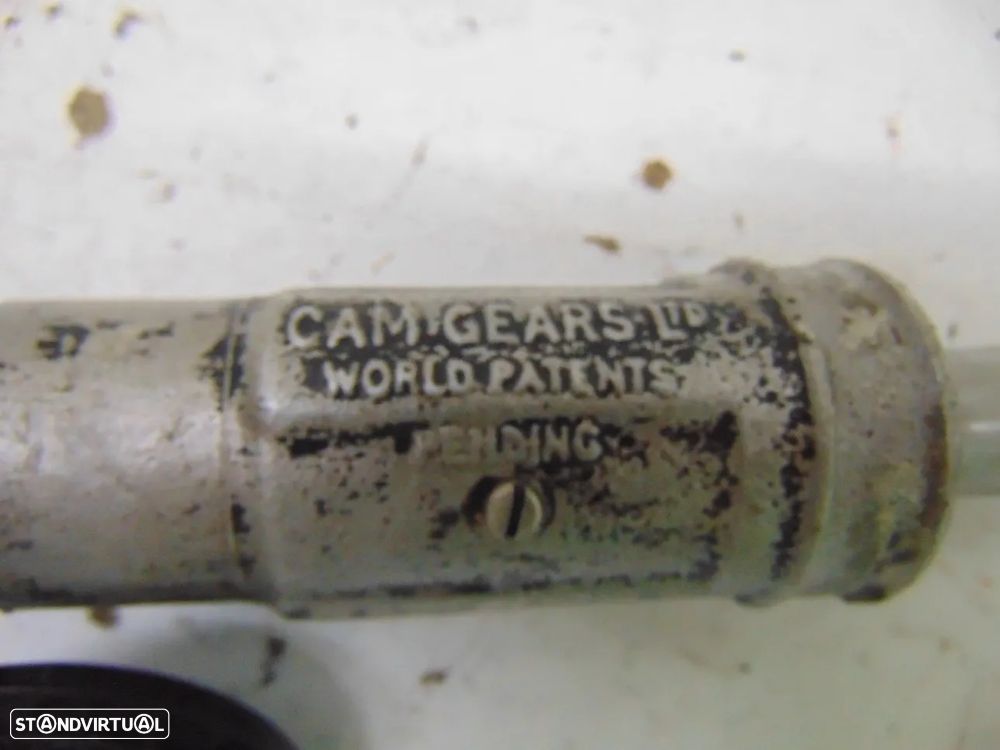 CAM·GEARS·LTD
WORLD PATENTS
PENDING
STANDVIRTUAL